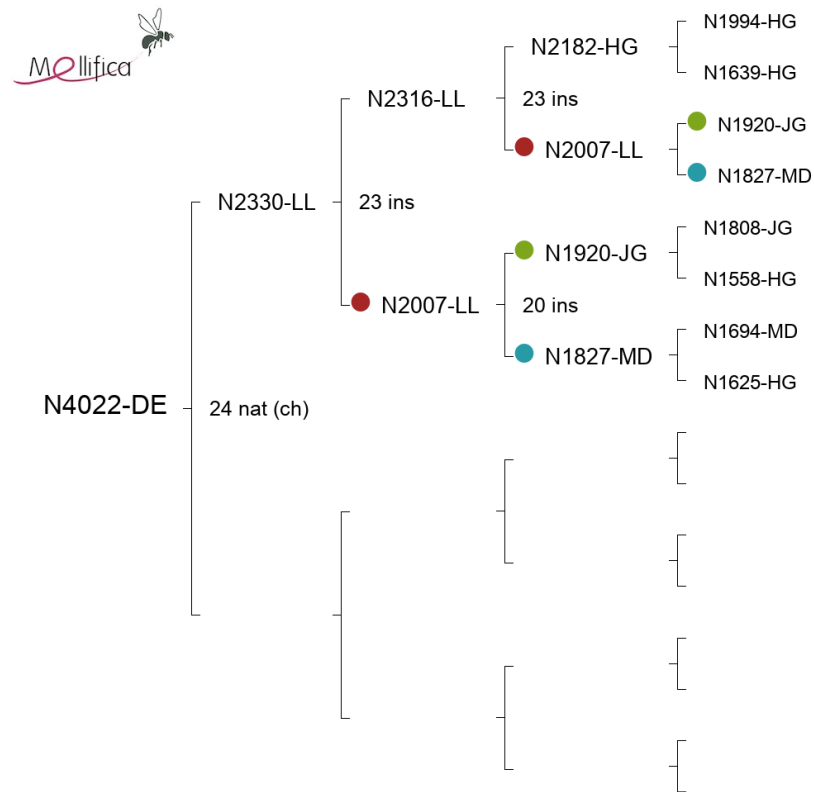 Mellifica
N1994-HG
N2182-HG
N1639-HG
N2316-LL
23 ins
N1920-JG
N2007-LL
N1827-MD
N2330-LL
23 ins
N1808-JG
N1920-JG
N1558-HG
N2007-LL
20 ins
N1694-MD
N1827-MD
N1625-HG
N4022-DE
24 nat (ch)